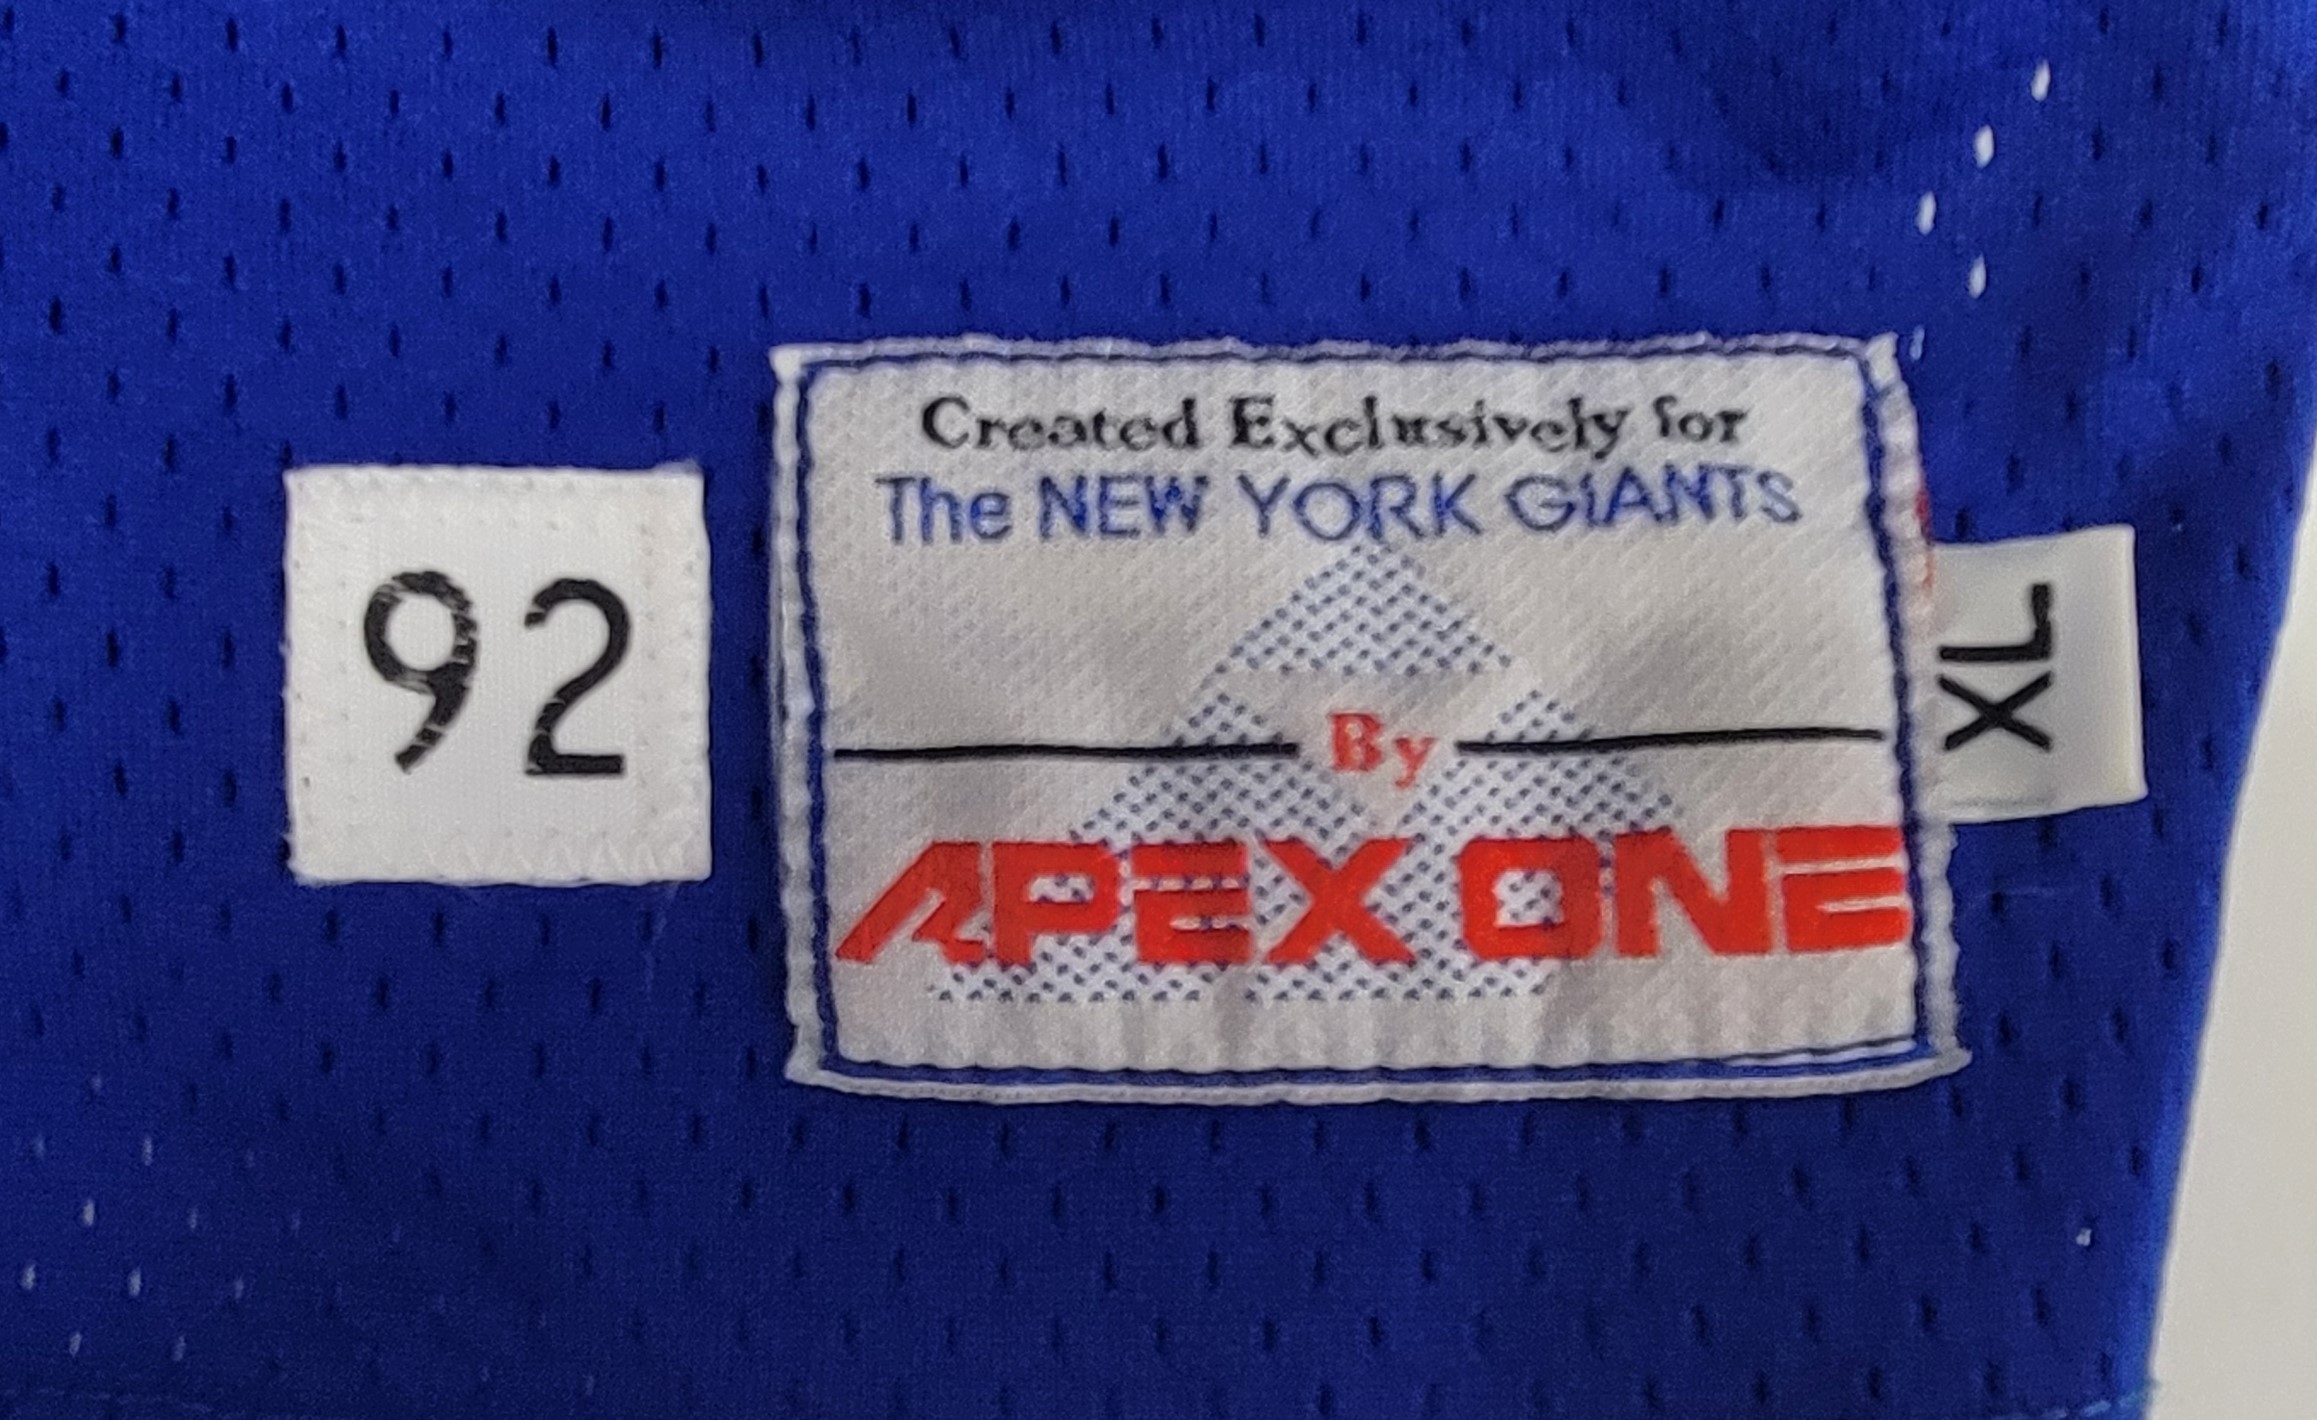 92
Created Exclusively for
The NEW YORK GIANTS
By
APEX ONE
XL